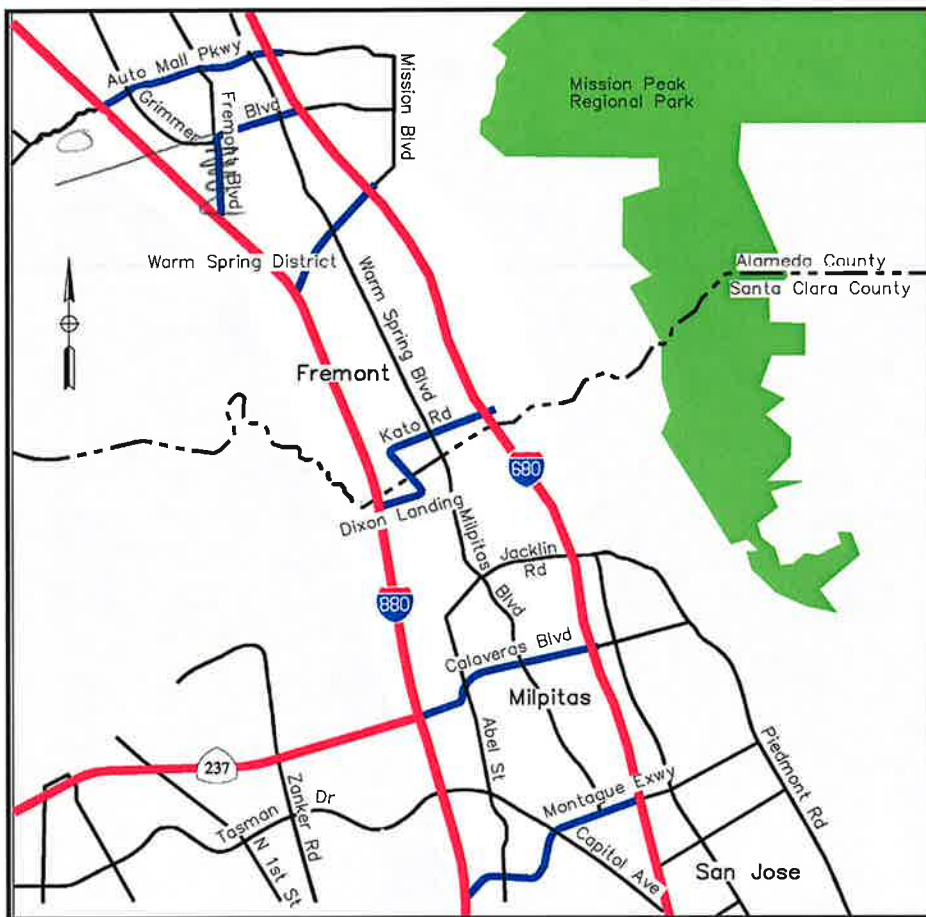 Auto Mall Pkwy
Mission Blvd
Mission Peak
Regional Park
Grimmer
Blvd
Fremont Blvd
Warm Spring District
Alameda County
Santa Clara County
Warm Spring Blvd
Fremont
Kato Rd
680
Dixon Landing
Milpitas
Blvd
Jacklin
Rd
880
Calaveras Blvd
Milpitas
Abel St
Piedmont Rd
237
Zanker Rd
Montague Exwy
Tasman
Dr
N 1st St
Capitol Ave
San Jose